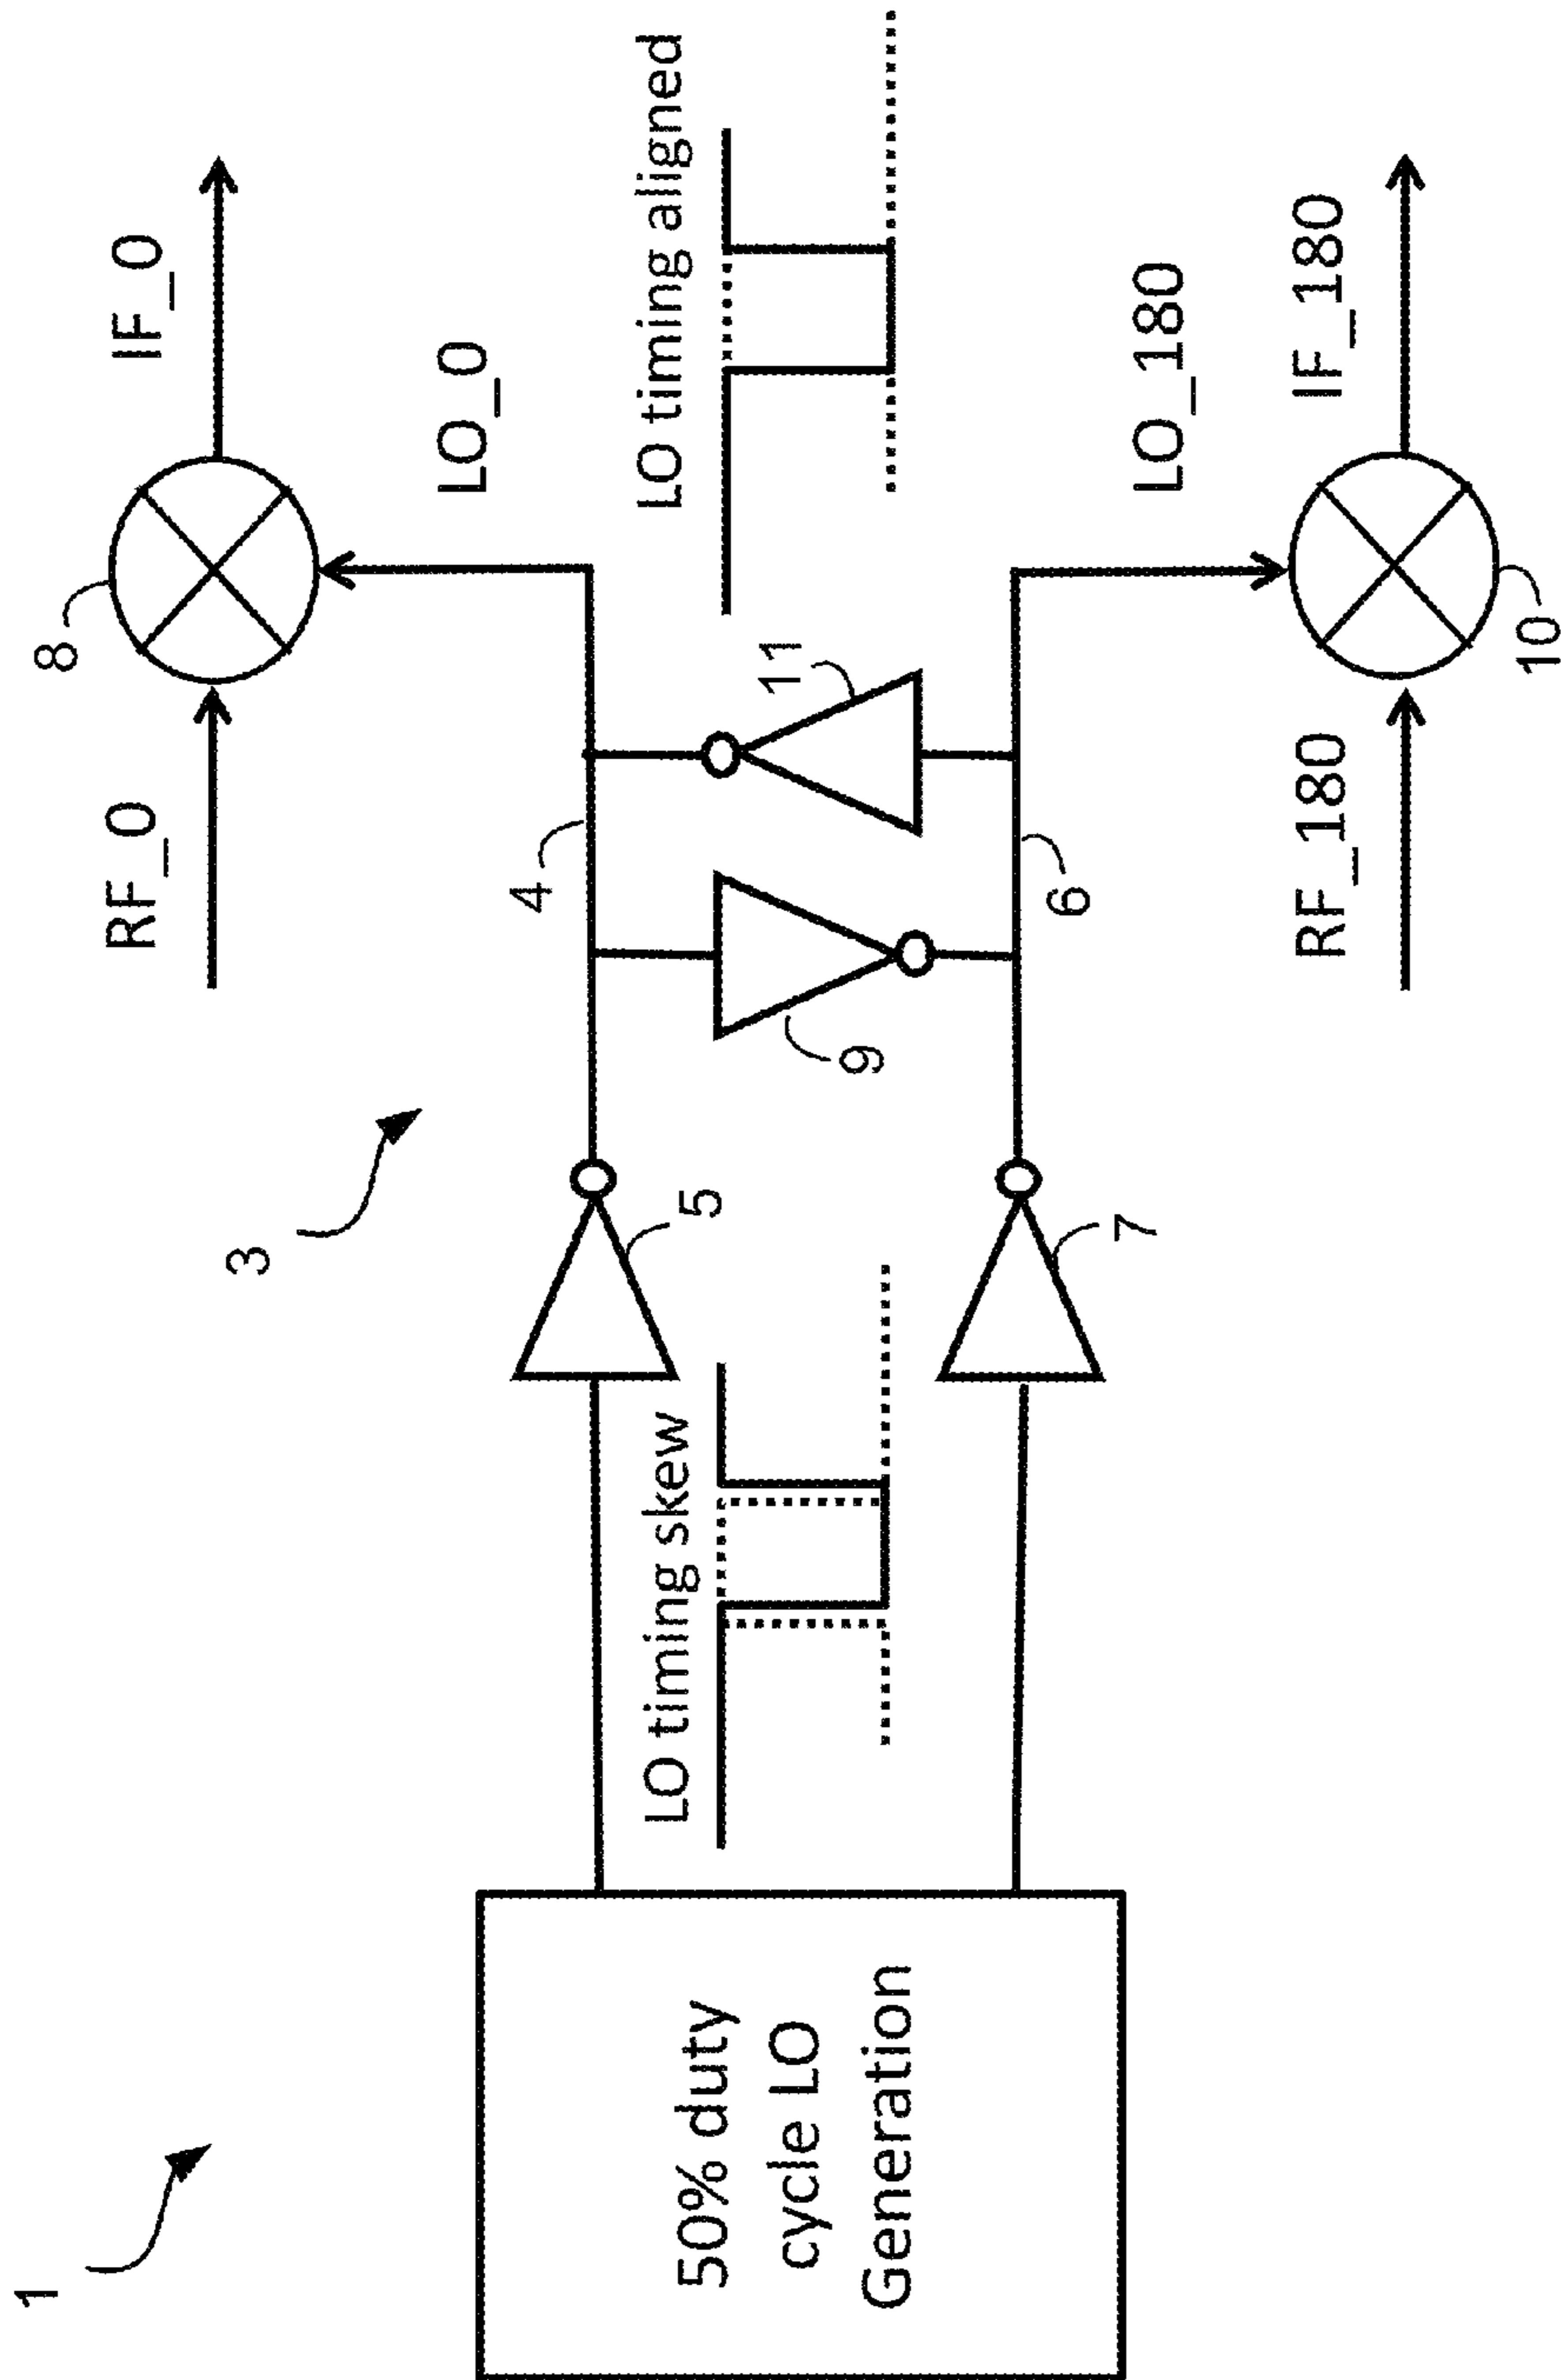 1
3
50% duty
cycle LO
Generation
LO timing skew
5
7
4
6
9
11
RF_0
8
IF_0
LO_0
LO timing aligned
LO_180
RF_180
10
IF_180